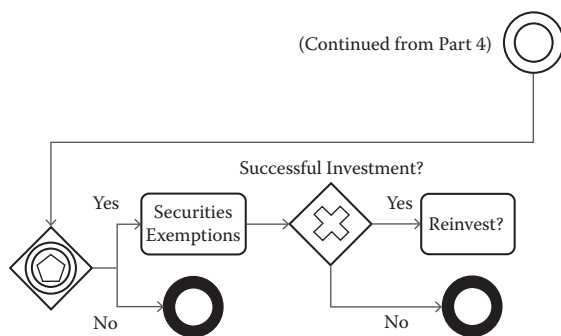 (Continued from Part 4)
Successful Investment?
Yes
Securities
Exemptions
Yes
Reinvest?
No
No